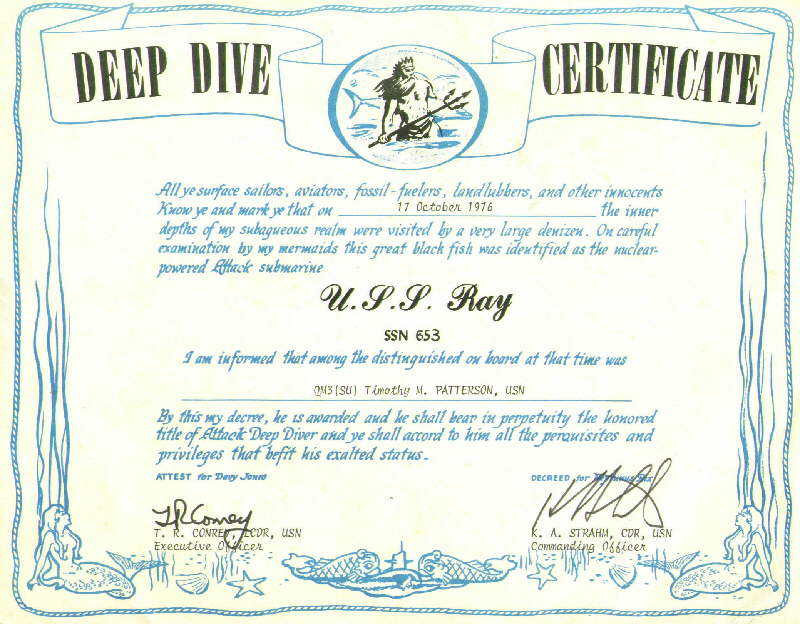 DEEP DIVE CERTIFICATE
All ye surface sailors, aviators, fossil-fuelers, landlubbers, and other innocents
Know ye and mark ye that on 17 October 1976 the inner
depths of my subaqueous realm were visited by a very large denizen. On careful
examination by my mermaids this great black fish was identified as the nuclear-
powered Attack submarine
U.S.S. Ray
SSN 653
I am informed that among the distinguished on board at that time was
QM3(SU) Timothy M. PATTERSON, USN
By this my decree, he is awarded and he shall bear in perpetuity the honored
title of Attack Deep Diver and ye shall accord to him all the perquisites and
privileges that befit his exalted status.
ATTEST for Davy Jones
DECREED for Neptunus Rex
T R Conrey
T. R. CONREY, LCDR, USN
Executive Officer
K. A. STRAHM, CDR, USN
Commanding Officer